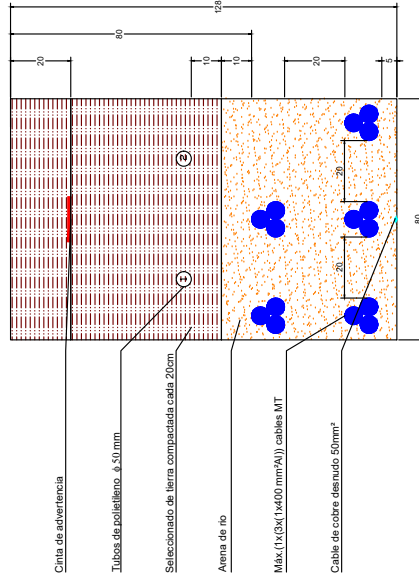 Cinta de advertencia
Tubos de polietileno ϕ 50 mm
Seleccionado de tierra compactada cada 20cm
Arena de río
Máx.(1x(3x(1x400 mm²Al)) cables MT
Cable de cobre desnudo 50mm²
20
80
128
10
10
20
5
1
2
20
20
80